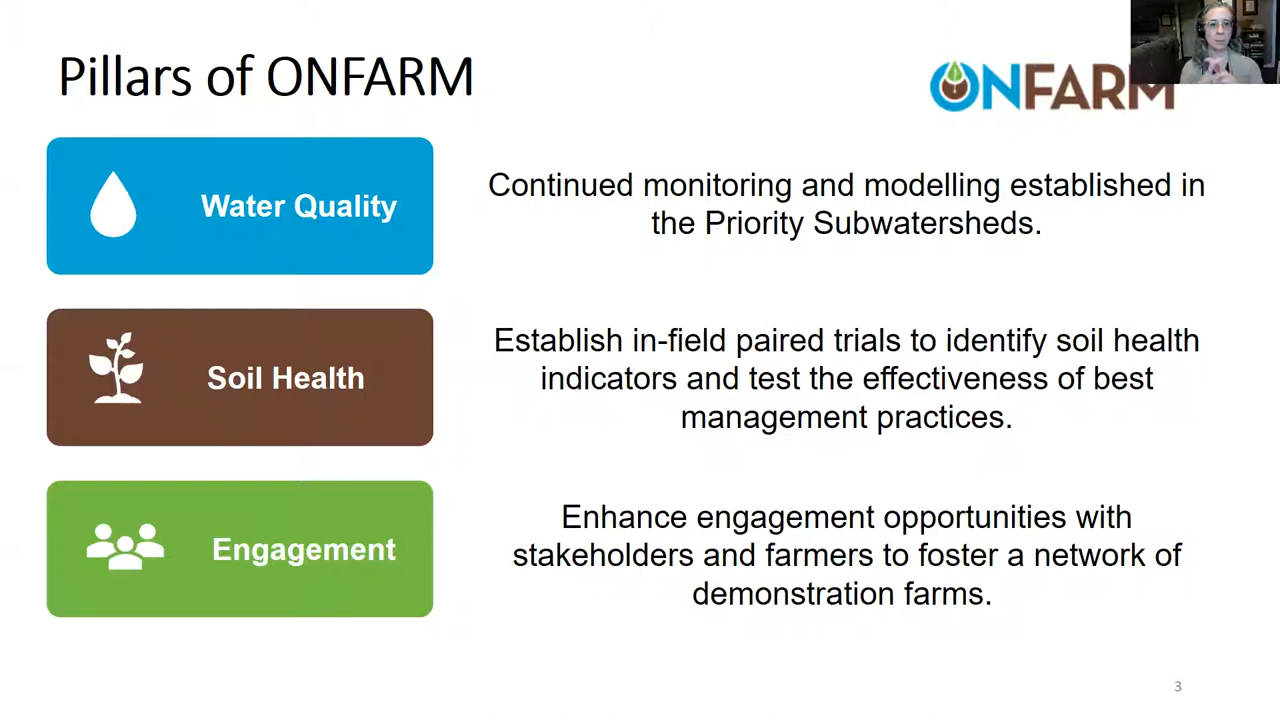 Pillars of ONFARM
ONFARM
Water Quality
Continued monitoring and modelling established in
the Priority Subwatersheds.
Soil Health
Establish in-field paired trials to identify soil health
indicators and test the effectiveness of best
management practices.
Engagement
Enhance engagement opportunities with
stakeholders and farmers to foster a network of
demonstration farms.
3